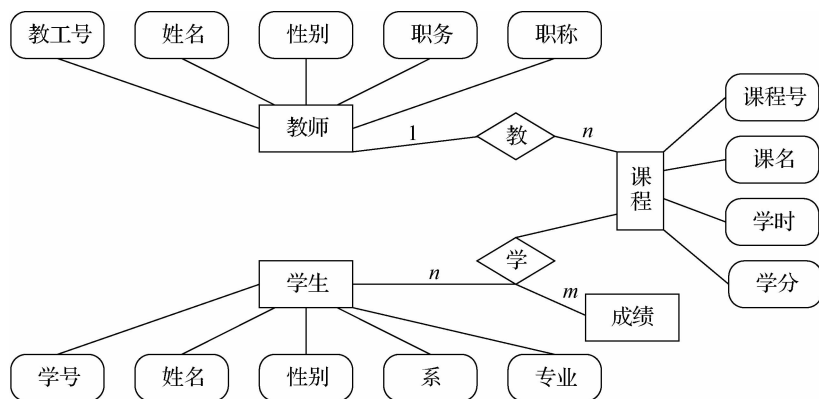 教工号
姓名
性别
职务
职称
教师
1
教
n
课程
课程号
课名
学时
学分
学
学生
n
m
成绩
学号
姓名
性别
系
专业